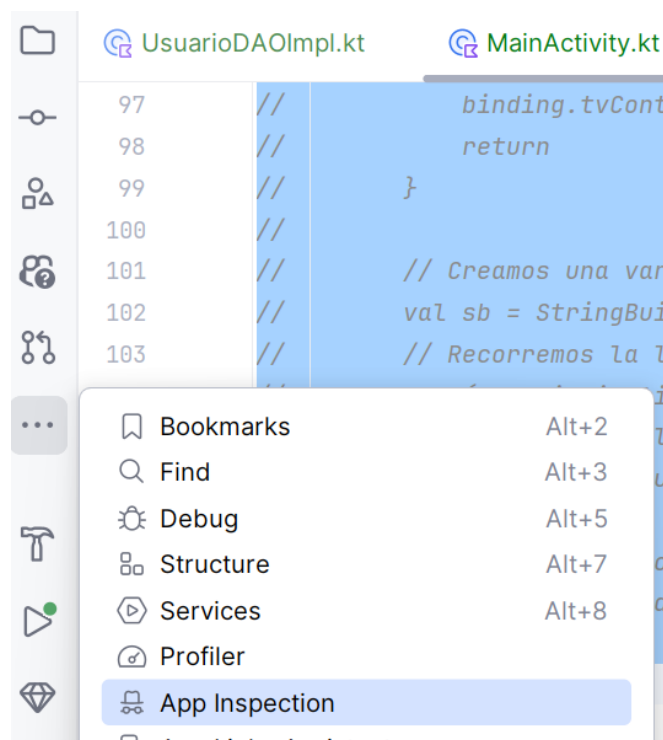 UsuarioDAOImpl.kt MainActivity.kt
97 // binding.tvCont
98 // return
99 // }
100 //
101 // // Creamos una var
102 // val sb = StringBui
103 // // Recorremos la l
Bookmarks Alt+2
Find Alt+3
Debug Alt+5
Structure Alt+7
Services Alt+8
Profiler
App Inspection